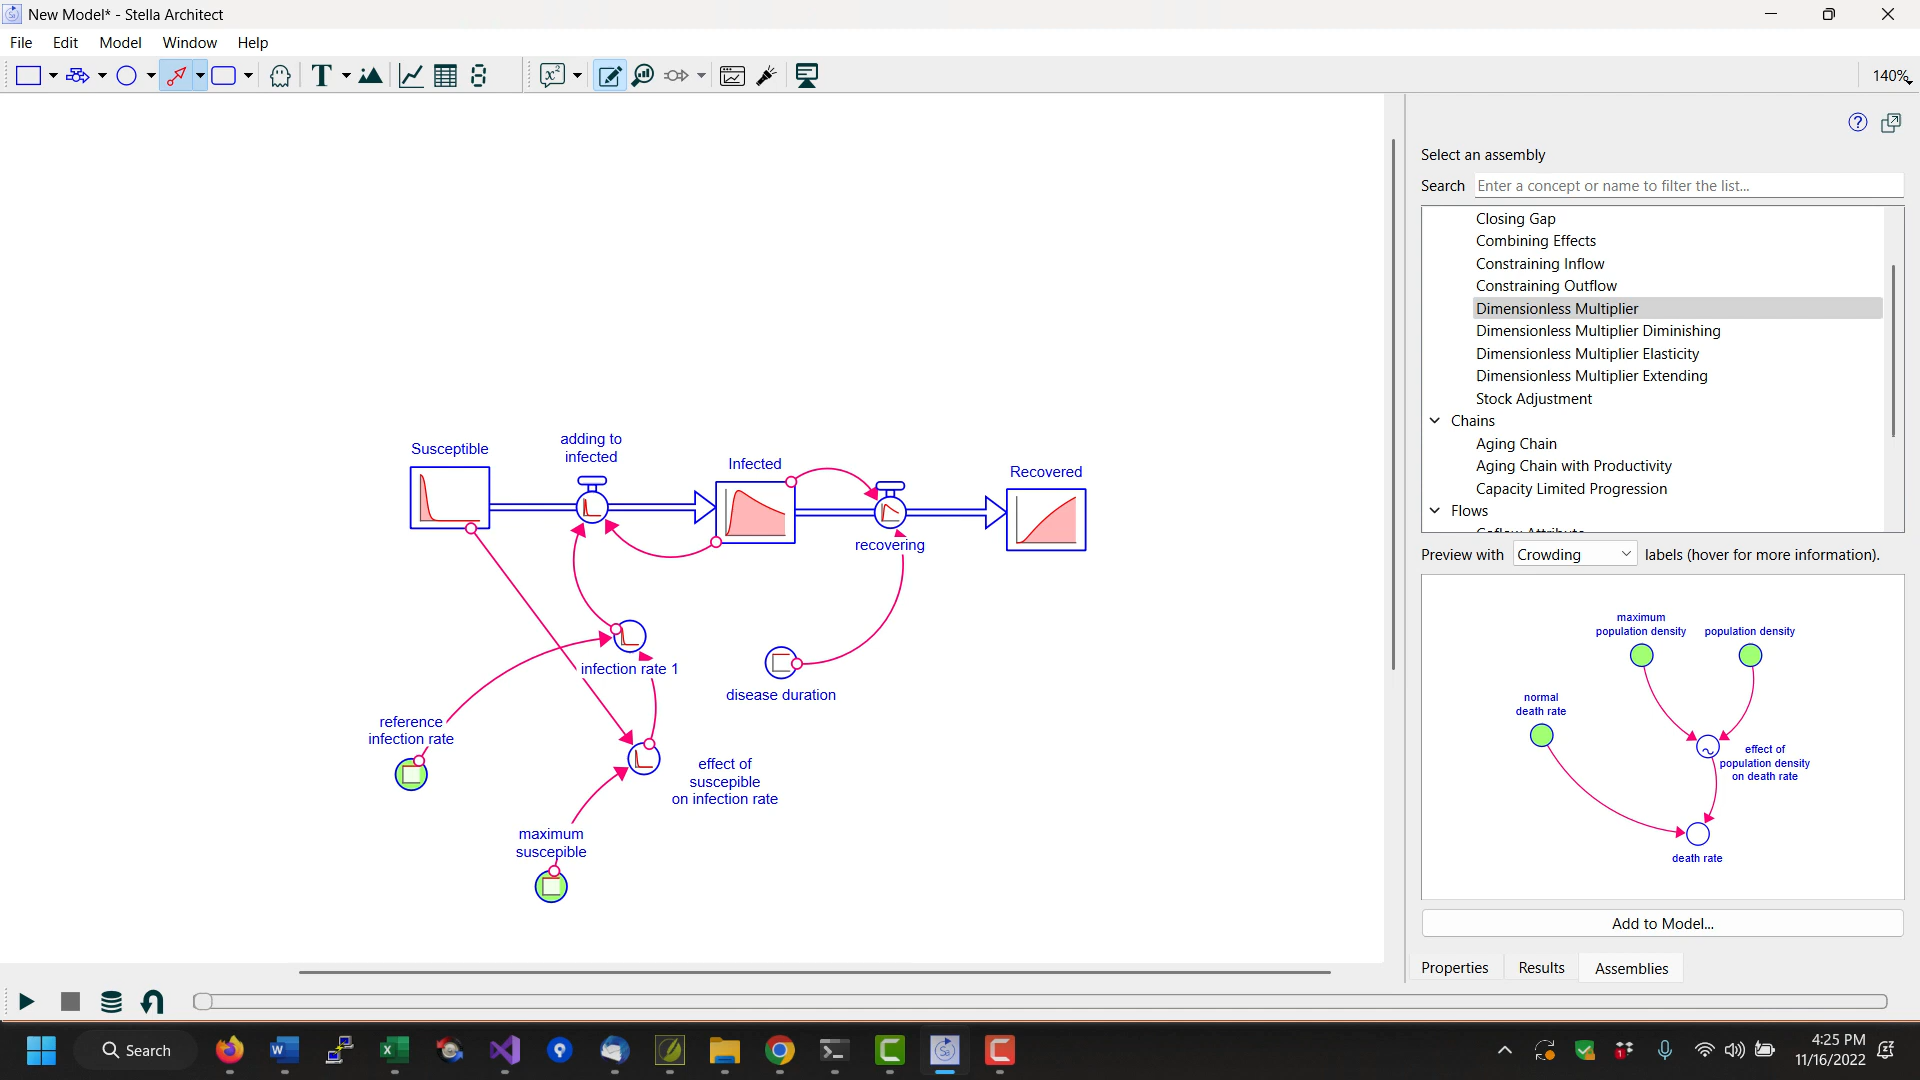 New Model* - Stella Architect
File Edit Model Window Help
T x² 140%
Select an assembly
Search Enter a concept or name to filter the list...
Closing Gap
Combining Effects
Constraining Inflow
Constraining Outflow
Dimensionless Multiplier
Dimensionless Multiplier Diminishing
Dimensionless Multiplier Elasticity
Dimensionless Multiplier Extending
Stock Adjustment
Chains
Aging Chain
Aging Chain with Productivity
Capacity Limited Progression
Flows
Preview with Crowding labels (hover for more information).
maximum
population density
population density
normal
death rate
effect of
population density
on death rate
death rate
Add to Model...
Properties Results Assemblies
Susceptible
adding to
infected
Infected
recovering
Recovered
infection rate 1
disease duration
reference
infection rate
effect of
suscepible
on infection rate
maximum
suscepible
Search
4:25 PM
11/16/2022